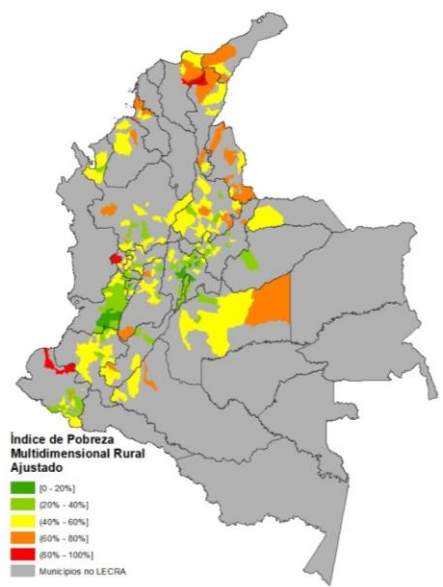 Índice de Pobreza
Multidimensional Rural
Ajustado
[0 - 20%]
(20% - 40%]
(40% - 60%]
(60% - 80%]
(80% - 100%]
Municipios no LECRA